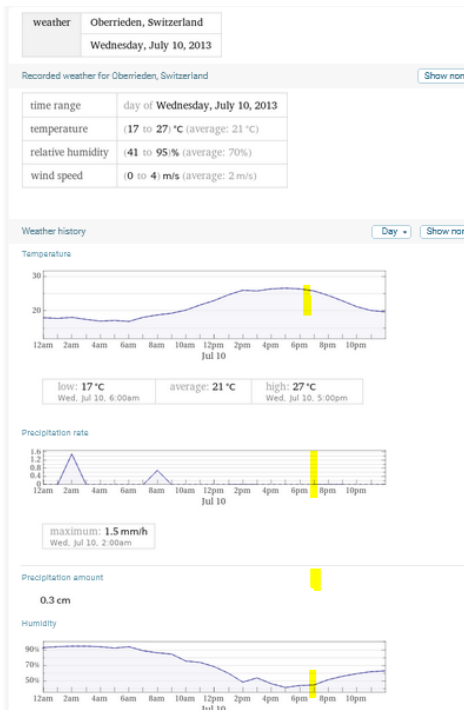 weather Oberrieden, Switzerland
Wednesday, July 10, 2013
Recorded weather for Oberrieden, Switzerland Show non
time range day of Wednesday, July 10, 2013
temperature (17 to 27) °C (average: 21 °C)
relative humidity (41 to 95)% (average: 70%)
wind speed (0 to 4) m/s (average: 2 m/s)
Weather history Day Show non
Temperature
30
20
12am 2am 4am 6am 8am 10am 12pm 2pm 4pm 6pm 8pm 10pm
Jul 10
low: 17 °C average: 21 °C high: 27 °C
Wed, Jul 10, 6:00am Wed, Jul 10, 5:00pm
Precipitation rate
1.6
1.2
0.8
0.4
0
12am 2am 4am 6am 8am 10am 12pm 2pm 4pm 6pm 8pm 10pm
Jul 10
maximum: 1.5 mm/h
Wed, Jul 10, 2:00am
Precipitation amount
0.3 cm
Humidity
90%
70%
50%
12am 2am 4am 6am 8am 10am 12pm 2pm 4pm 6pm 8pm 10pm
Jul 10